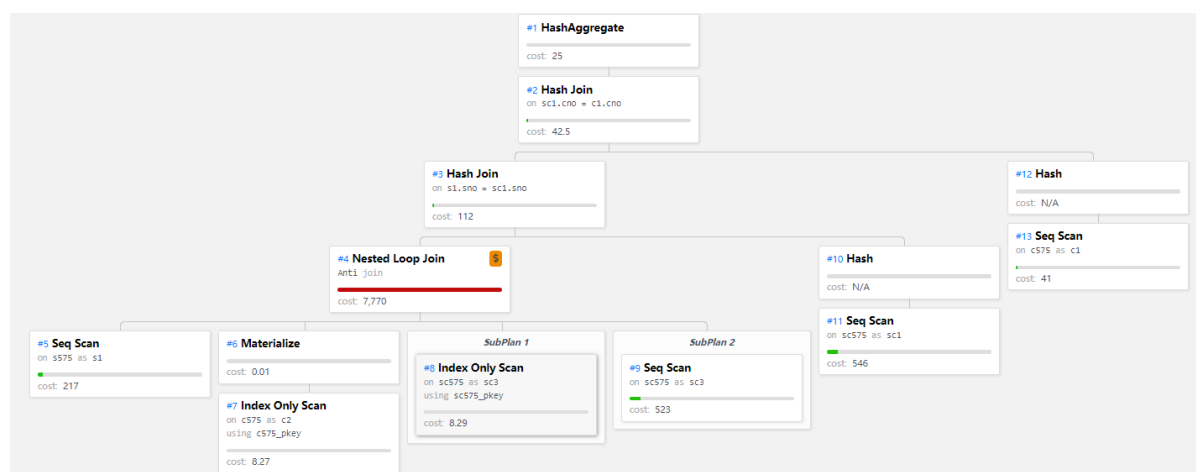 #1 HashAggregate
cost: 25
#2 Hash Join
on sc1.cno = c1.cno
cost: 42.5
#3 Hash Join
on s1.sno = sc1.sno
cost: 112
#12 Hash
cost: N/A
#13 Seq Scan
on c575 as c1
cost: 41
#4 Nested Loop Join $
Anti join
cost: 7,770
#10 Hash
cost: N/A
#11 Seq Scan
on sc575 as sc1
cost: 546
#5 Seq Scan
on s575 as s1
cost: 217
#6 Materialize
cost: 0.01
#7 Index Only Scan
on c575 as c2
using c575_pkey
cost: 8.27
SubPlan 1
#8 Index Only Scan
on sc575 as sc3
using sc575_pkey
cost: 8.29
SubPlan 2
#9 Seq Scan
on sc575 as sc3
cost: 523